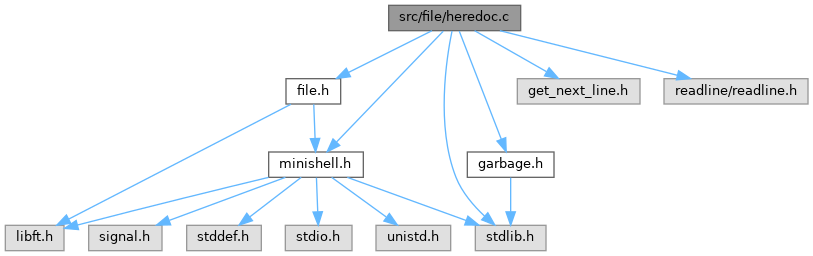 src/file/heredoc.c
file.h
get_next_line.h
readline/readline.h
minishell.h
garbage.h
libft.h
signal.h
stddef.h
stdio.h
unistd.h
stdlib.h